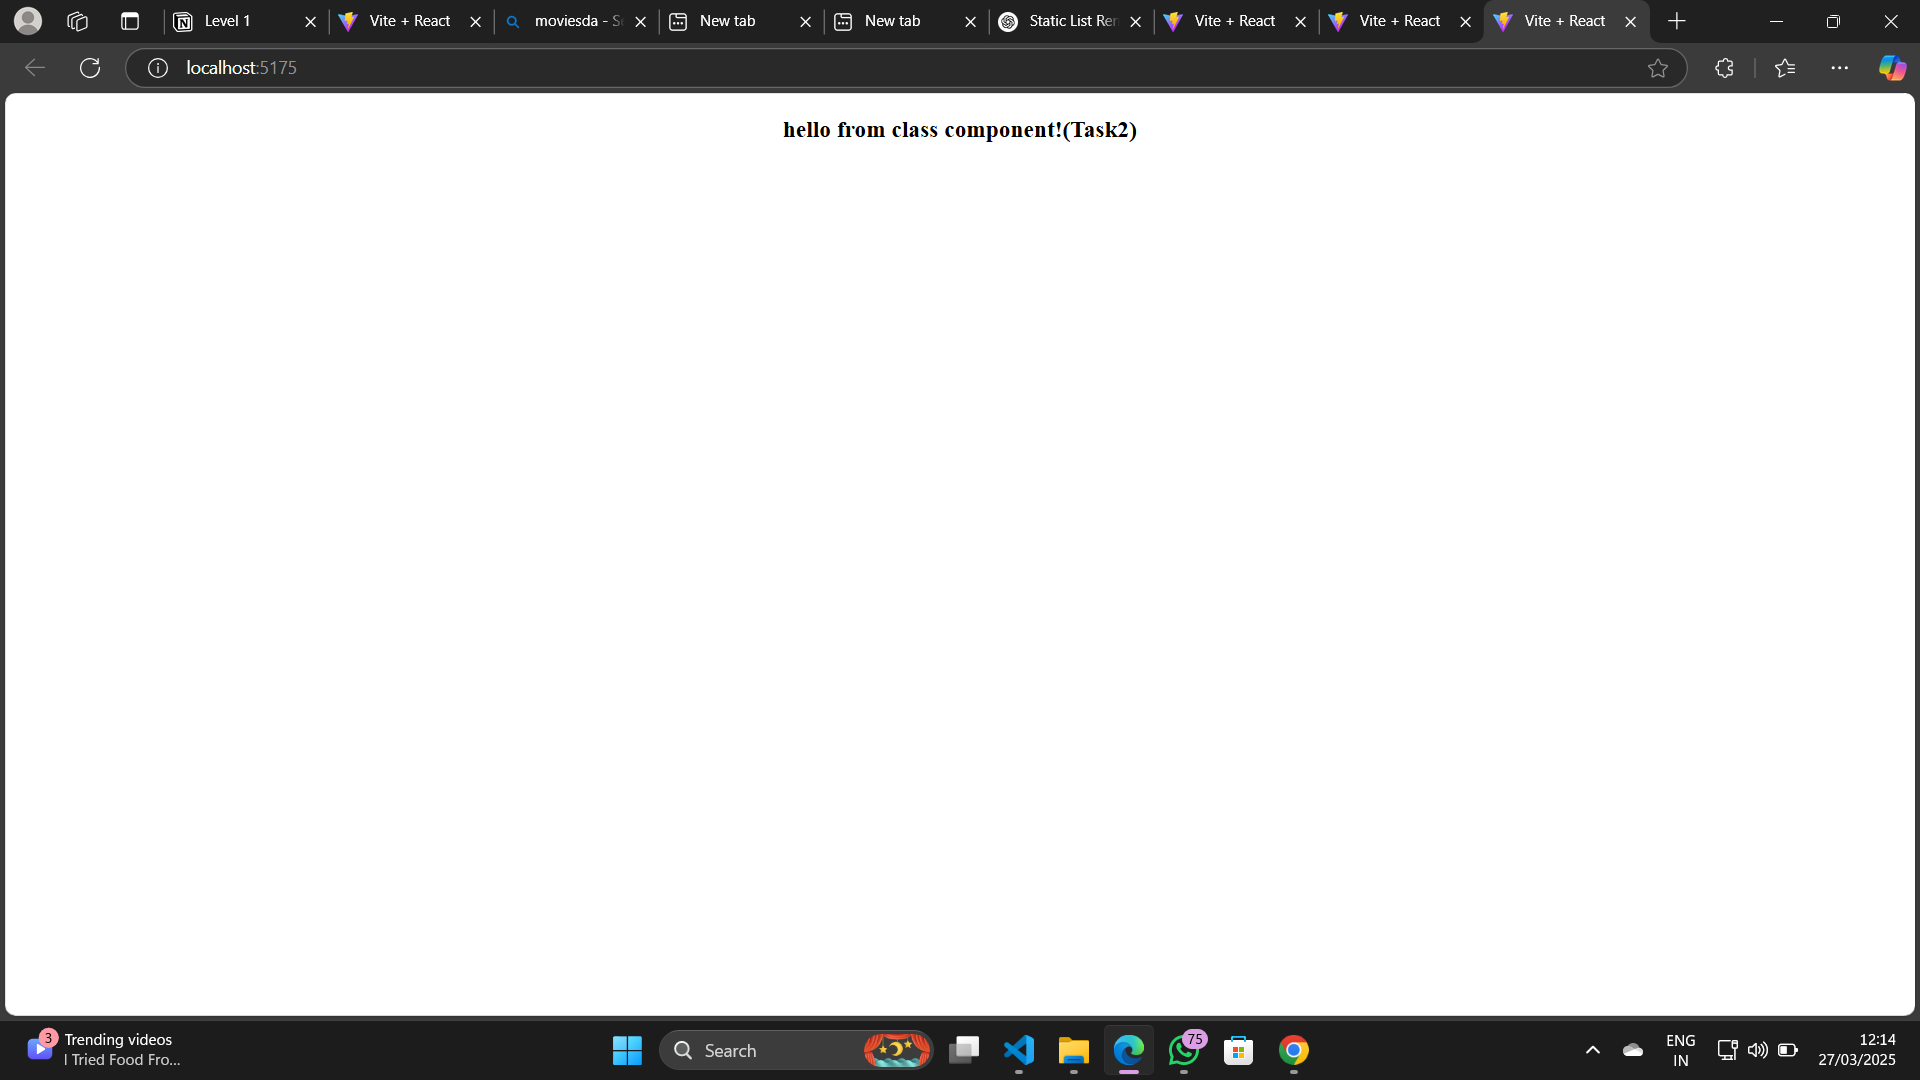 Level 1
Vite + React
moviesda - Se
New tab
New tab
Static List Ren
Vite + React
Vite + React
Vite + React
localhost:5175
hello from class component!(Task2)
3
Trending videos
I Tried Food Fro...
Search
75
ENG
IN
12:14
27/03/2025